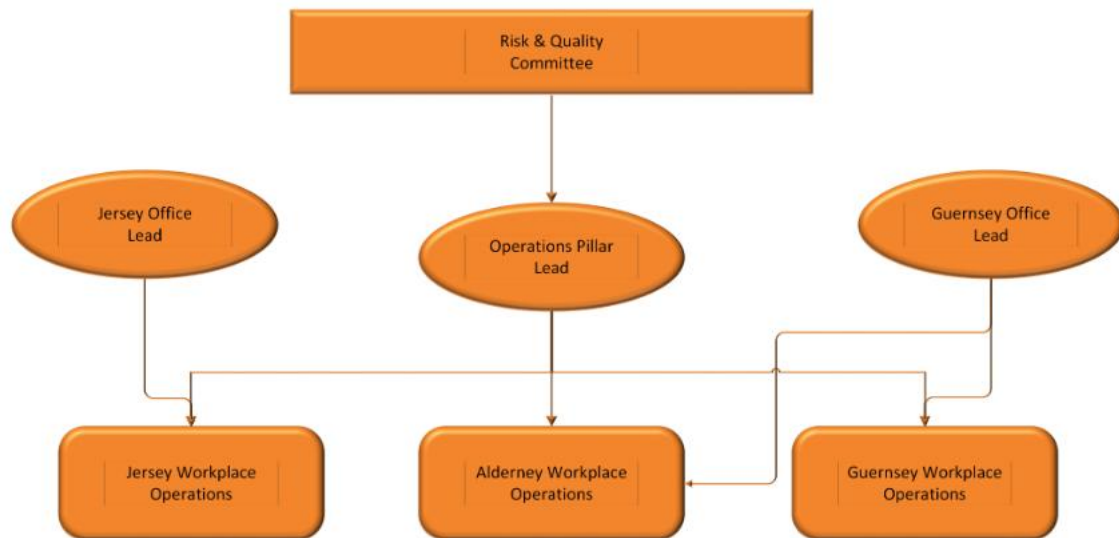 Risk & Quality
Committee
Jersey Office
Lead
Operations Pillar
Lead
Guernsey Office
Lead
Jersey Workplace
Operations
Alderney Workplace
Operations
Guernsey Workplace
Operations